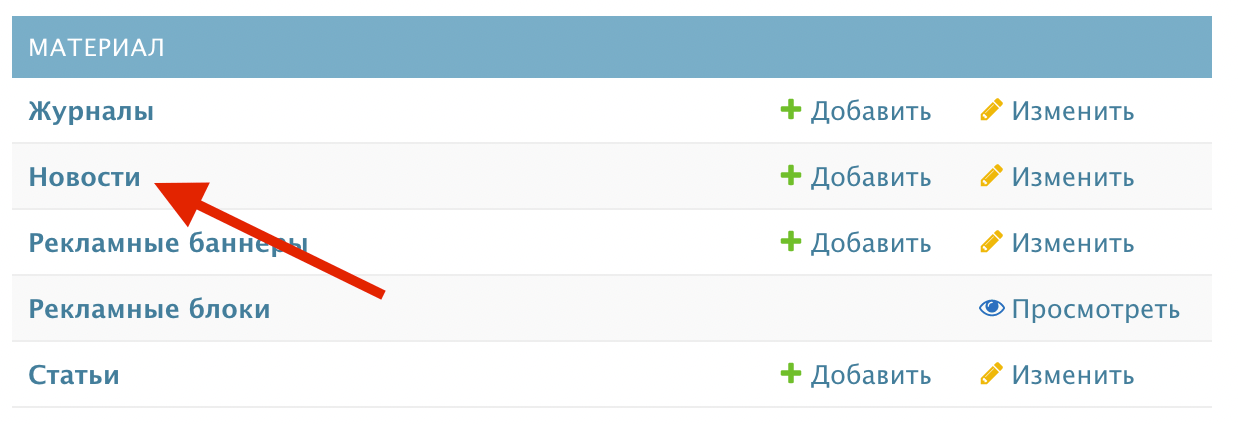 МАТЕРИАЛ
Журналы Добавить Изменить
Новости Добавить Изменить
Рекламные баннеры Добавить Изменить
Рекламные блоки Просмотреть
Статьи Добавить Изменить